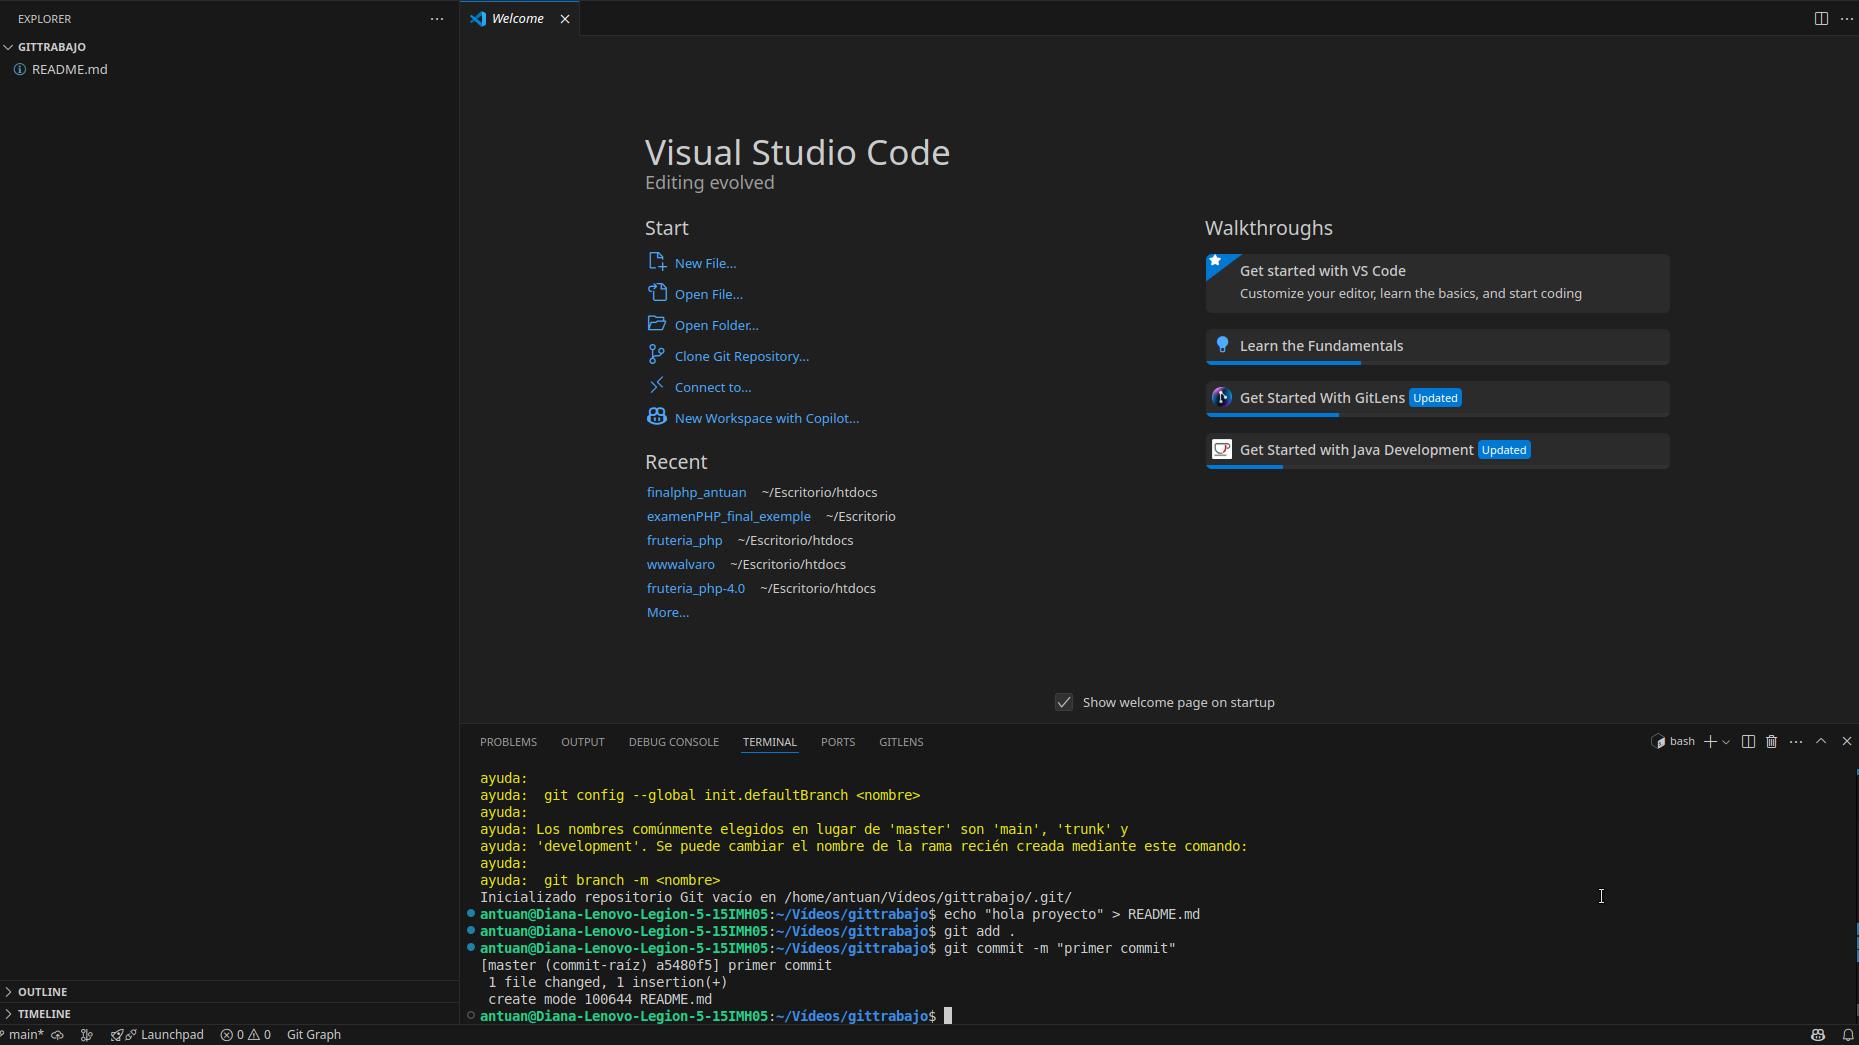 EXPLORER
GITTRABAJO
README.md
OUTLINE
TIMELINE
Welcome
Visual Studio Code
Editing evolved
Start
New File...
Open File...
Open Folder...
Clone Git Repository...
Connect to...
New Workspace with Copilot...
Recent
finalphp_antuan ~/Escritorio/htdocs
examenPHP_final_exemple ~/Escritorio
fruteria_php ~/Escritorio/htdocs
wwwalvaro ~/Escritorio/htdocs
fruteria_php-4.0 ~/Escritorio/htdocs
More...
Walkthroughs
Get started with VS Code
Customize your editor, learn the basics, and start coding
Learn the Fundamentals
Get Started With GitLens Updated
Get Started with Java Development Updated
Show welcome page on startup
PROBLEMS OUTPUT DEBUG CONSOLE TERMINAL PORTS GITLENS bash
ayuda:
ayuda:  git config --global init.defaultBranch <nombre>
ayuda:
ayuda: Los nombres comúnmente elegidos en lugar de 'master' son 'main', 'trunk' y
ayuda: 'development'. Se puede cambiar el nombre de la rama recién creada mediante este comando:
ayuda:
ayuda:  git branch -m <nombre>
Inicializado repositorio Git vacío en /home/antuan/Vídeos/gittrabajo/.git/
antuan@Diana-Lenovo-Legion-5-15IMH05:~/Vídeos/gittrabajo$ echo "hola proyecto" > README.md
antuan@Diana-Lenovo-Legion-5-15IMH05:~/Vídeos/gittrabajo$ git add .
antuan@Diana-Lenovo-Legion-5-15IMH05:~/Vídeos/gittrabajo$ git commit -m "primer commit"
[master (commit-raíz) a5480f5] primer commit
 1 file changed, 1 insertion(+)
 create mode 100644 README.md
antuan@Diana-Lenovo-Legion-5-15IMH05:~/Vídeos/gittrabajo$
main* Launchpad 0 0 Git Graph